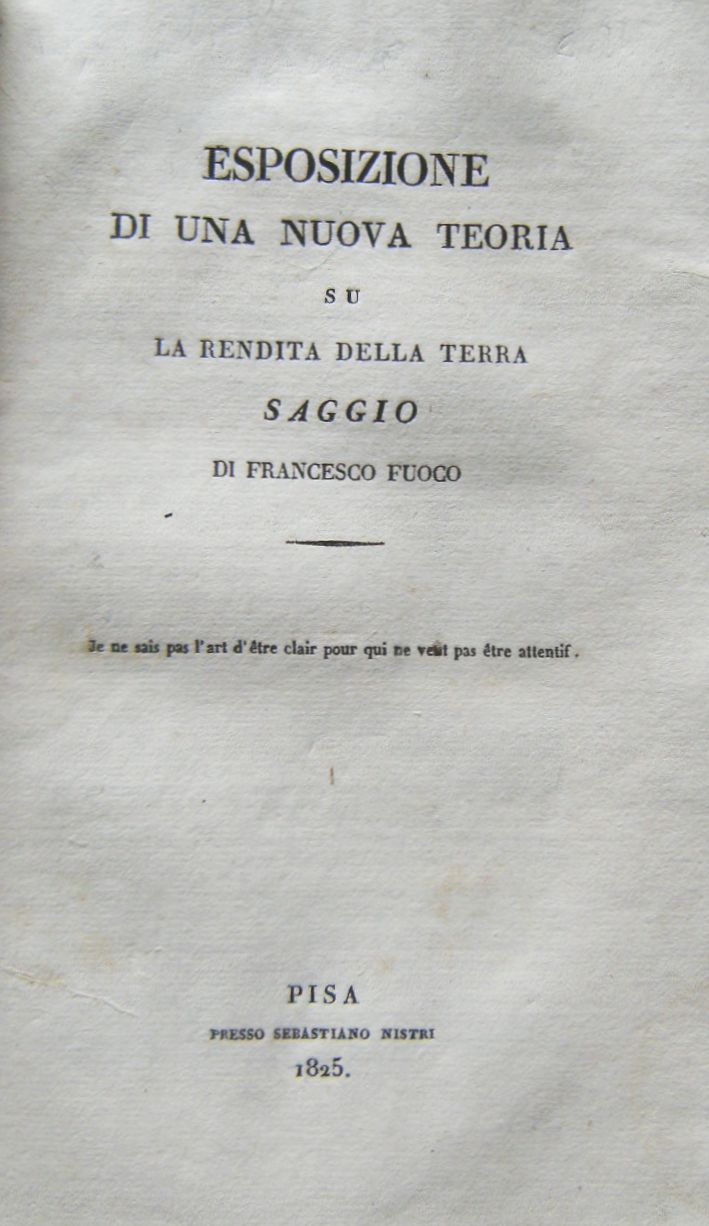 ESPOSIZIONE
DI UNA NUOVA TEORIA
SU
LA RENDITA DELLA TERRA
SAGGIO
DI FRANCESCO FUOCO
Je ne sais pas l'art d'être clair pour qui ne veut pas être attentif.
PISA
PRESSO SEBASTIANO NISTRI
1825.